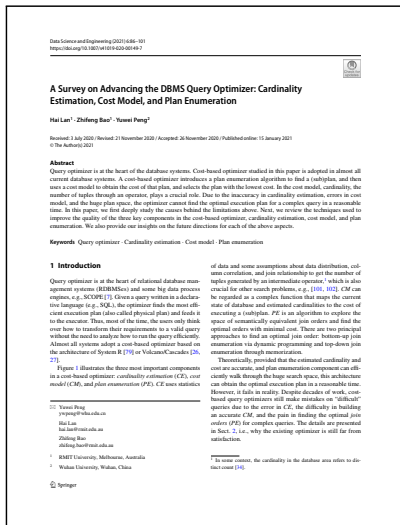 Data Science and Engineering (2021) 6:86–101
https://doi.org/10.1007/s41019-020-00149-7
A Survey on Advancing the DBMS Query Optimizer: Cardinality
Estimation, Cost Model, and Plan Enumeration
Hai Lan¹ · Zhifeng Bao¹ · Yuwei Peng²
Received: 3 July 2020 / Revised: 21 November 2020 / Accepted: 26 November 2020 / Published online: 15 January 2021
© The Author(s) 2021
Abstract
Query optimizer is at the heart of the database systems. Cost-based optimizer studied in this paper is adopted in almost all
current database systems. A cost-based optimizer introduces a plan enumeration algorithm to find a (sub)plan, and then
uses a cost model to obtain the cost of that plan, and selects the plan with the lowest cost. In the cost model, cardinality, the
number of tuples through an operator, plays a crucial role. Due to the inaccuracy in cardinality estimation, errors in cost
model, and the huge plan space, the optimizer cannot find the optimal execution plan for a complex query in a reasonable
time. In this paper, we first deeply study the causes behind the limitations above. Next, we review the techniques used to
improve the quality of the three key components in the cost-based optimizer, cardinality estimation, cost model, and plan
enumeration. We also provide our insights on the future directions for each of the above aspects.
Keywords Query optimizer · Cardinality estimation · Cost model · Plan enumeration
1 Introduction
Query optimizer is at the heart of relational database man-
agement systems (RDBMSes) and some big data process
engines, e.g., SCOPE [7]. Given a query written in a declara-
tive language (e.g., SQL), the optimizer finds the most effi-
cient execution plan (also called physical plan) and feeds it
to the executor. Thus, most of the time, the users only think
over how to transform their requirements to a valid query
without the need to analyze how to run the query efficiently.
Almost all systems adopt a cost-based optimizer based on
the architecture of System R [79] or Volcano/Cascades [26,
27].
Figure 1 illustrates the three most important components
in a cost-based optimizer: cardinality estimation (CE), cost
model (CM), and plan enumeration (PE). CE uses statistics
Yuwei Peng
ywpeng@whu.edu.cn
Hai Lan
hai.lan@rmit.edu.au
Zhifeng Bao
zhifeng.bao@rmit.edu.au
1 RMIT University, Melbourne, Australia
2 Wuhan University, Wuhan, China
of data and some assumptions about data distribution, col-
umn correlation, and join relationship to get the number of
tuples generated by an intermediate operator,¹ which is also
crucial for other search problems, e.g., [101, 102]. CM can
be regarded as a complex function that maps the current
state of database and estimated cardinalities to the cost of
executing a (sub)plan. PE is an algorithm to explore the
space of semantically equivalent join orders and find the
optimal orders with minimal cost. There are two principal
approaches to find an optimal join order: bottom-up join
enumeration via dynamic programming and top-down join
enumeration through memorization.
Theoretically, provided that the estimated cardinality and
cost are accurate, and plan enumeration component can effi-
ciently walk through the huge search space, this architecture
can obtain the optimal execution plan in a reasonable time.
However, it fails in reality. Despite decades of work, cost-
based query optimizers still make mistakes on “difficult”
queries due to the error in CE, the difficulty in building
an accurate CM, and the pain in finding the optimal join
orders (PE) for complex queries. The details are presented
in Sect. 2, i.e., why the existing optimizer is still far from
satisfaction.
¹ In some context, the cardinality in the database area refers to dis-
tinct count [34].
Springer